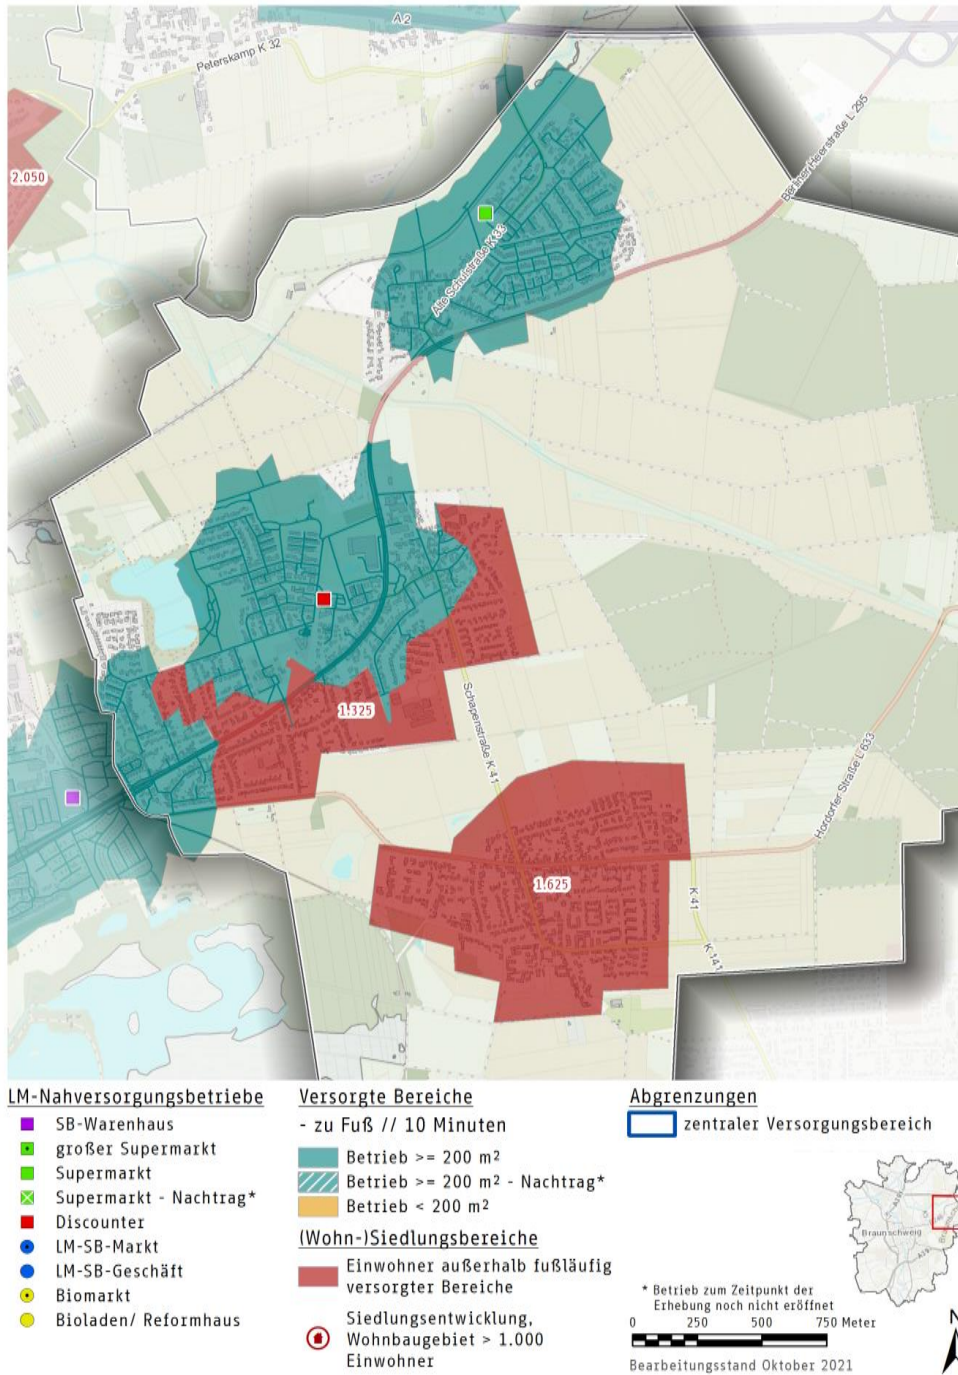 A 2
Peterskamp K 32
Berliner Heerstraße L 295
2.050
Alte Schulstraße K 33
1.325
Schapenstraße K 41
Hordorfer Straße L 633
1.625
K 41
K 141
LM-Nahversorgungsbetriebe
SB-Warenhaus
großer Supermarkt
Supermarkt
Supermarkt - Nachtrag*
Discounter
LM-SB-Markt
LM-SB-Geschäft
Biomarkt
Bioladen/ Reformhaus
Versorgte Bereiche
- zu Fuß // 10 Minuten
Betrieb >= 200 m²
Betrieb >= 200 m² - Nachtrag*
Betrieb < 200 m²
(Wohn-)Siedlungsbereiche
Einwohner außerhalb fußläufig
versorgter Bereiche
Siedlungsentwicklung,
Wohnbaugebiet > 1.000
Einwohner
Abgrenzungen
zentraler Versorgungsbereich
Braunschweig
* Betrieb zum Zeitpunkt der
Erhebung noch nicht eröffnet
0 250 500 750 Meter
Bearbeitungsstand Oktober 2021
N